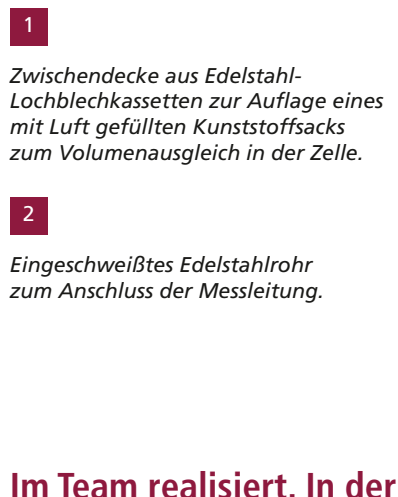 1
Zwischendecke aus Edelstahl-
Lochblechkassetten zur Auflage eines
mit Luft gefüllten Kunststoffsacks
zum Volumenausgleich in der Zelle.
2
Eingeschweißtes Edelstahlrohr
zum Anschluss der Messleitung.
Im Team realisiert. In der